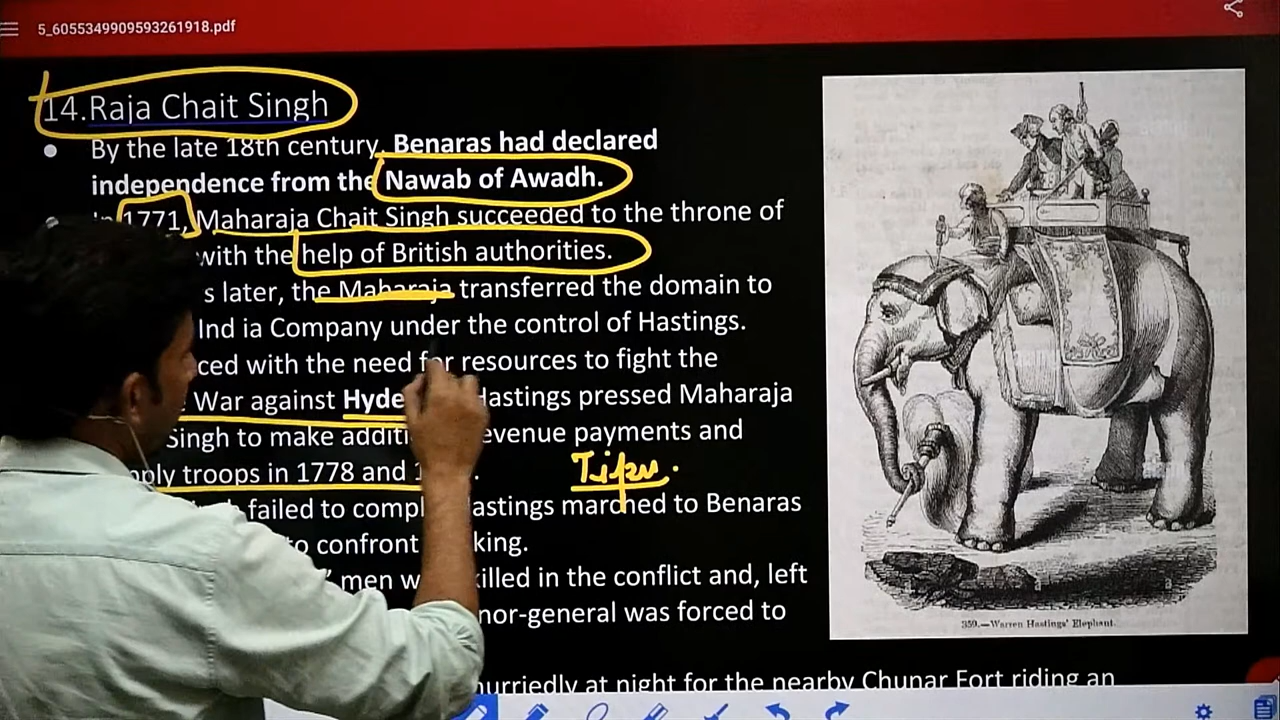 5_6055349909593261918.pdf
14.Raja Chait Singh
By the late 18th century, Benaras had declared
independence from the Nawab of Awadh.
1771, Maharaja Chait Singh succeeded to the throne of
with the help of British authorities.
s later, the Maharaja transferred the domain to
Ind ia Company under the control of Hastings.
ced with the need for resources to fight the
War against Hyde Hastings pressed Maharaja
Singh to make additi evenue payments and
ply troops in 1778 and 1 .
Tipu.
failed to compl astings marched to Benaras
to confront king.
men w killed in the conflict and, left
nor-general was forced to
hurriedly at night for the nearby Chunar Fort riding an
359.—Warren Hastings' Elephant.